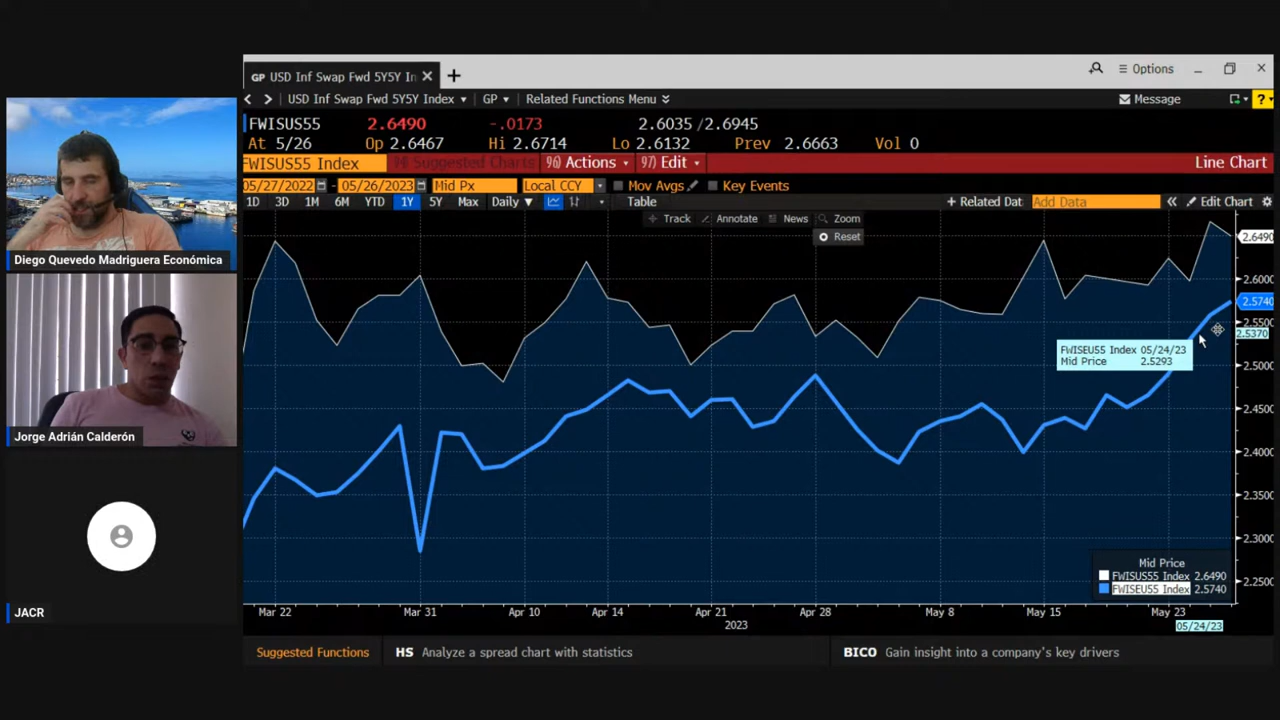 GP USD Inf Swap Fwd 5Y5Y In
Options
USD Inf Swap Fwd 5Y5Y Index GP Related Functions Menu
Message
?
FWISUS55 2.6490 -.0173 2.6035/2.6945
At 5/26 Op 2.6467 Hi 2.6714 Lo 2.6132 Prev 2.6663 Vol 0
FWISUS55 Index Suggested Charts 96) Actions 97) Edit Line Chart
05/27/2022 - 05/26/2023 Mid Px Local CCY Mov Avgs Key Events
1D 3D 1M 6M YTD 1Y 5Y Max Daily Table + Related Dat Add Data Edit Chart
Track Annotate News Zoom
Reset
2.6490
2.6000
2.5740
2.5500
2.5370
FWISEU55 Index 05/24/23
Mid Price 2.5293
2.5000
2.4500
2.4000
2.3500
2.3000
2.2500
Mid Price
FWISUS55 Index 2.6490
FWISEU55 Index 2.5740
Mar 22 Mar 31 Apr 10 Apr 14 Apr 21 Apr 28 May 8 May 15 May 23
2023
05/24/23
Suggested Functions HS Analyze a spread chart with statistics BICO Gain insight into a company's key drivers
Diego Quevedo Madriguera Económica
Jorge Adrián Calderón
JACR